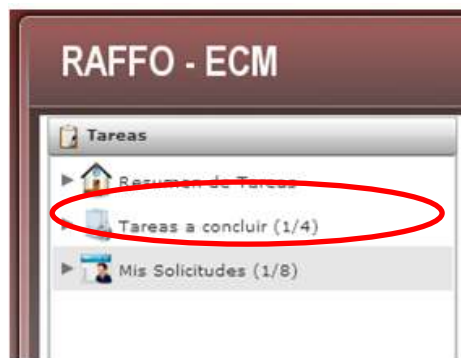 RAFFO - ECM
Tareas
Resumen de Tareas
Tareas a concluir (1/4)
Mis Solicitudes (1/8)